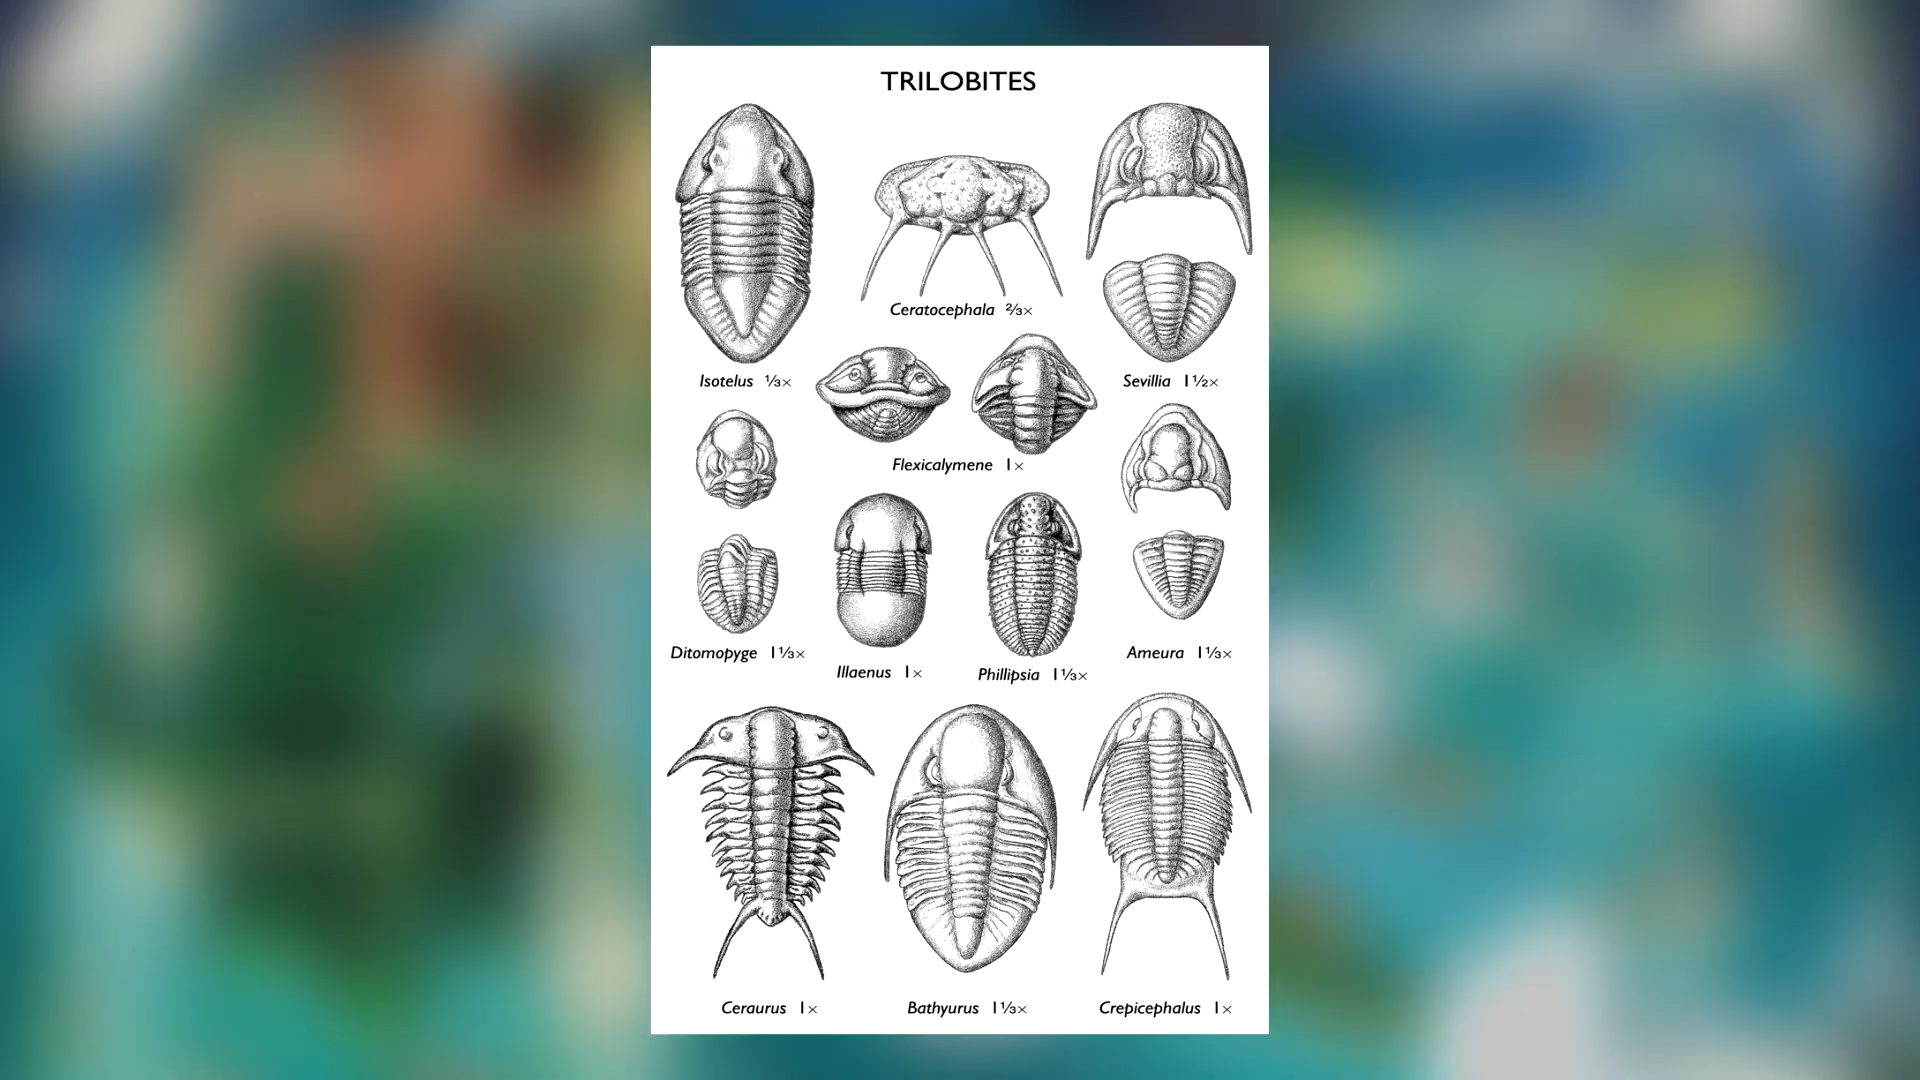 TRILOBITES
Ceratocephala ⅔×
Isotelus ⅓×
Sevillia 1½×
Flexicalymene 1×
Ditomopyge 1⅓×
Illaenus 1×
Phillipsia 1⅓×
Ameura 1⅓×
Ceraurus 1×
Bathyurus 1⅓×
Crepicephalus 1×